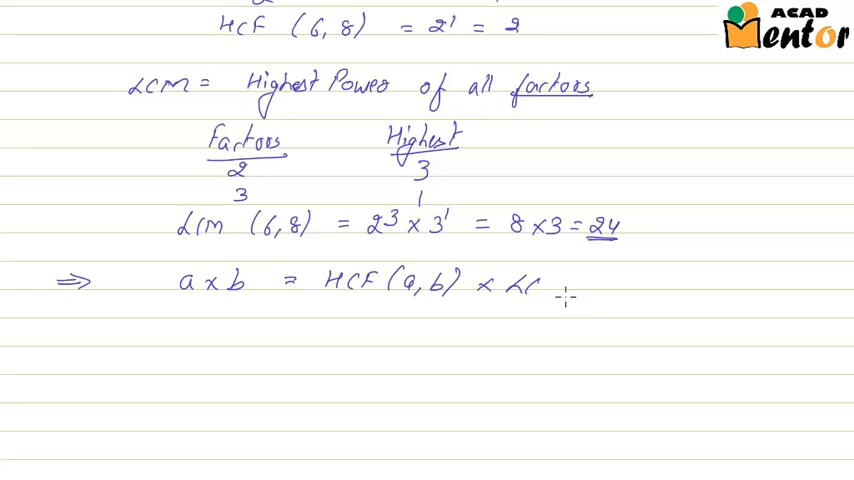 ACAD
Mentor
HCF (6,8) = 2¹ = 2
LCM = Highest Power of all factors
Factors Highest
2 3
3 1
LCM (6,8) = 2³ × 3¹ = 8 × 3 = 24
⇒ a × b = HCF (a, b) × LC